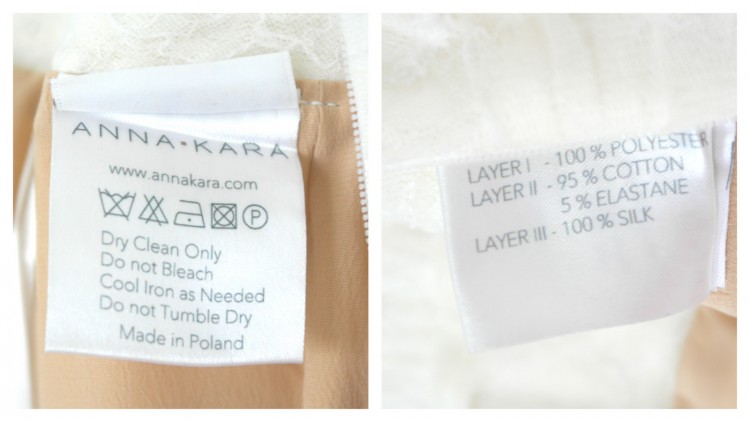 ANNA•KARA
www.annakara.com
P
Dry Clean Only
Do not Bleach
Cool Iron as Needed
Do not Tumble Dry
Made in Poland
LAYER I - 100 % POLYESTER
LAYER II - 95 % COTTON
5 % ELASTANE
LAYER III - 100 % SILK